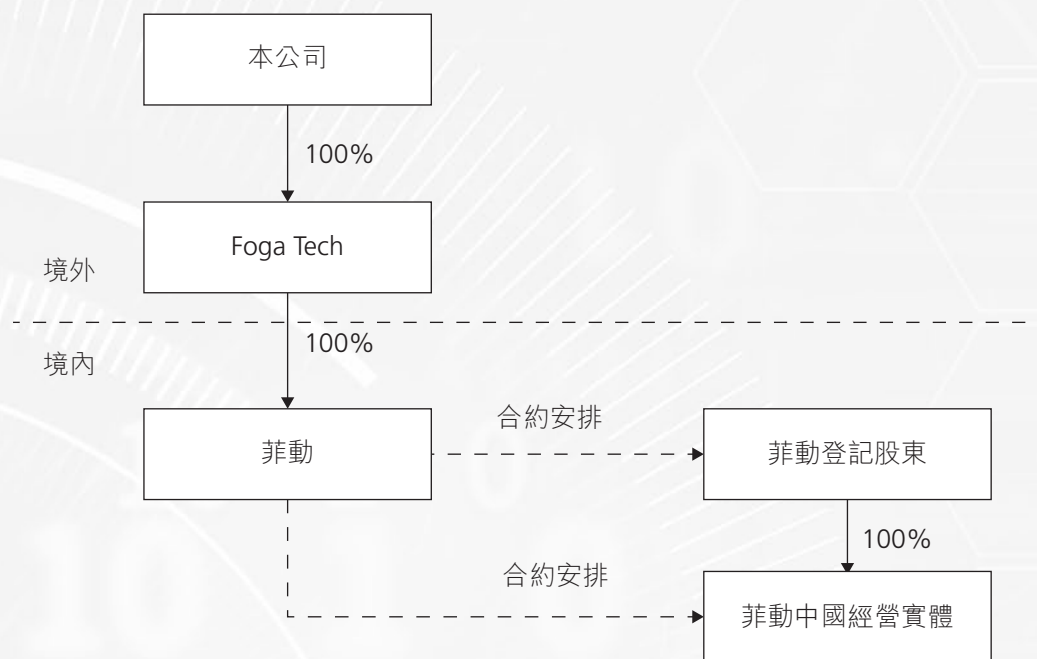 本公司
100%
Foga Tech
境外
100%
境內
合約安排
菲動
菲動登記股東
100%
合約安排
菲動中國經營實體